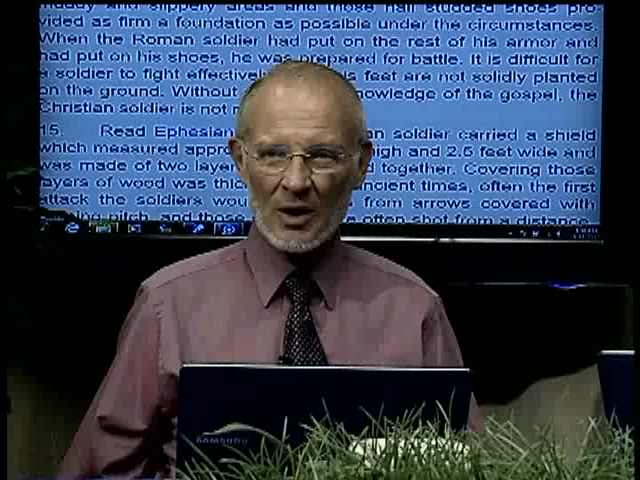 muddy and slippery areas and those nail studded shoes pro-
vided as firm a foundation as possible under the circumstances.
When the Roman soldier had put on the rest of his armor and
had put on his shoes, he was prepared for battle. It is difficult for
a soldier to fight effectively is feet are not solidly planted
on the ground. Without nowledge of the gospel, the
Christian soldier is not
15. Read Ephesian an soldier carried a shield
which measured appro igh and 2.5 feet wide and
was made of two laye d together. Covering those
layers of wood was thic ncient times, often the first
attack the soldiers wou from arrows covered with
pitch, and those e often shot from a distance
SAMSUNG